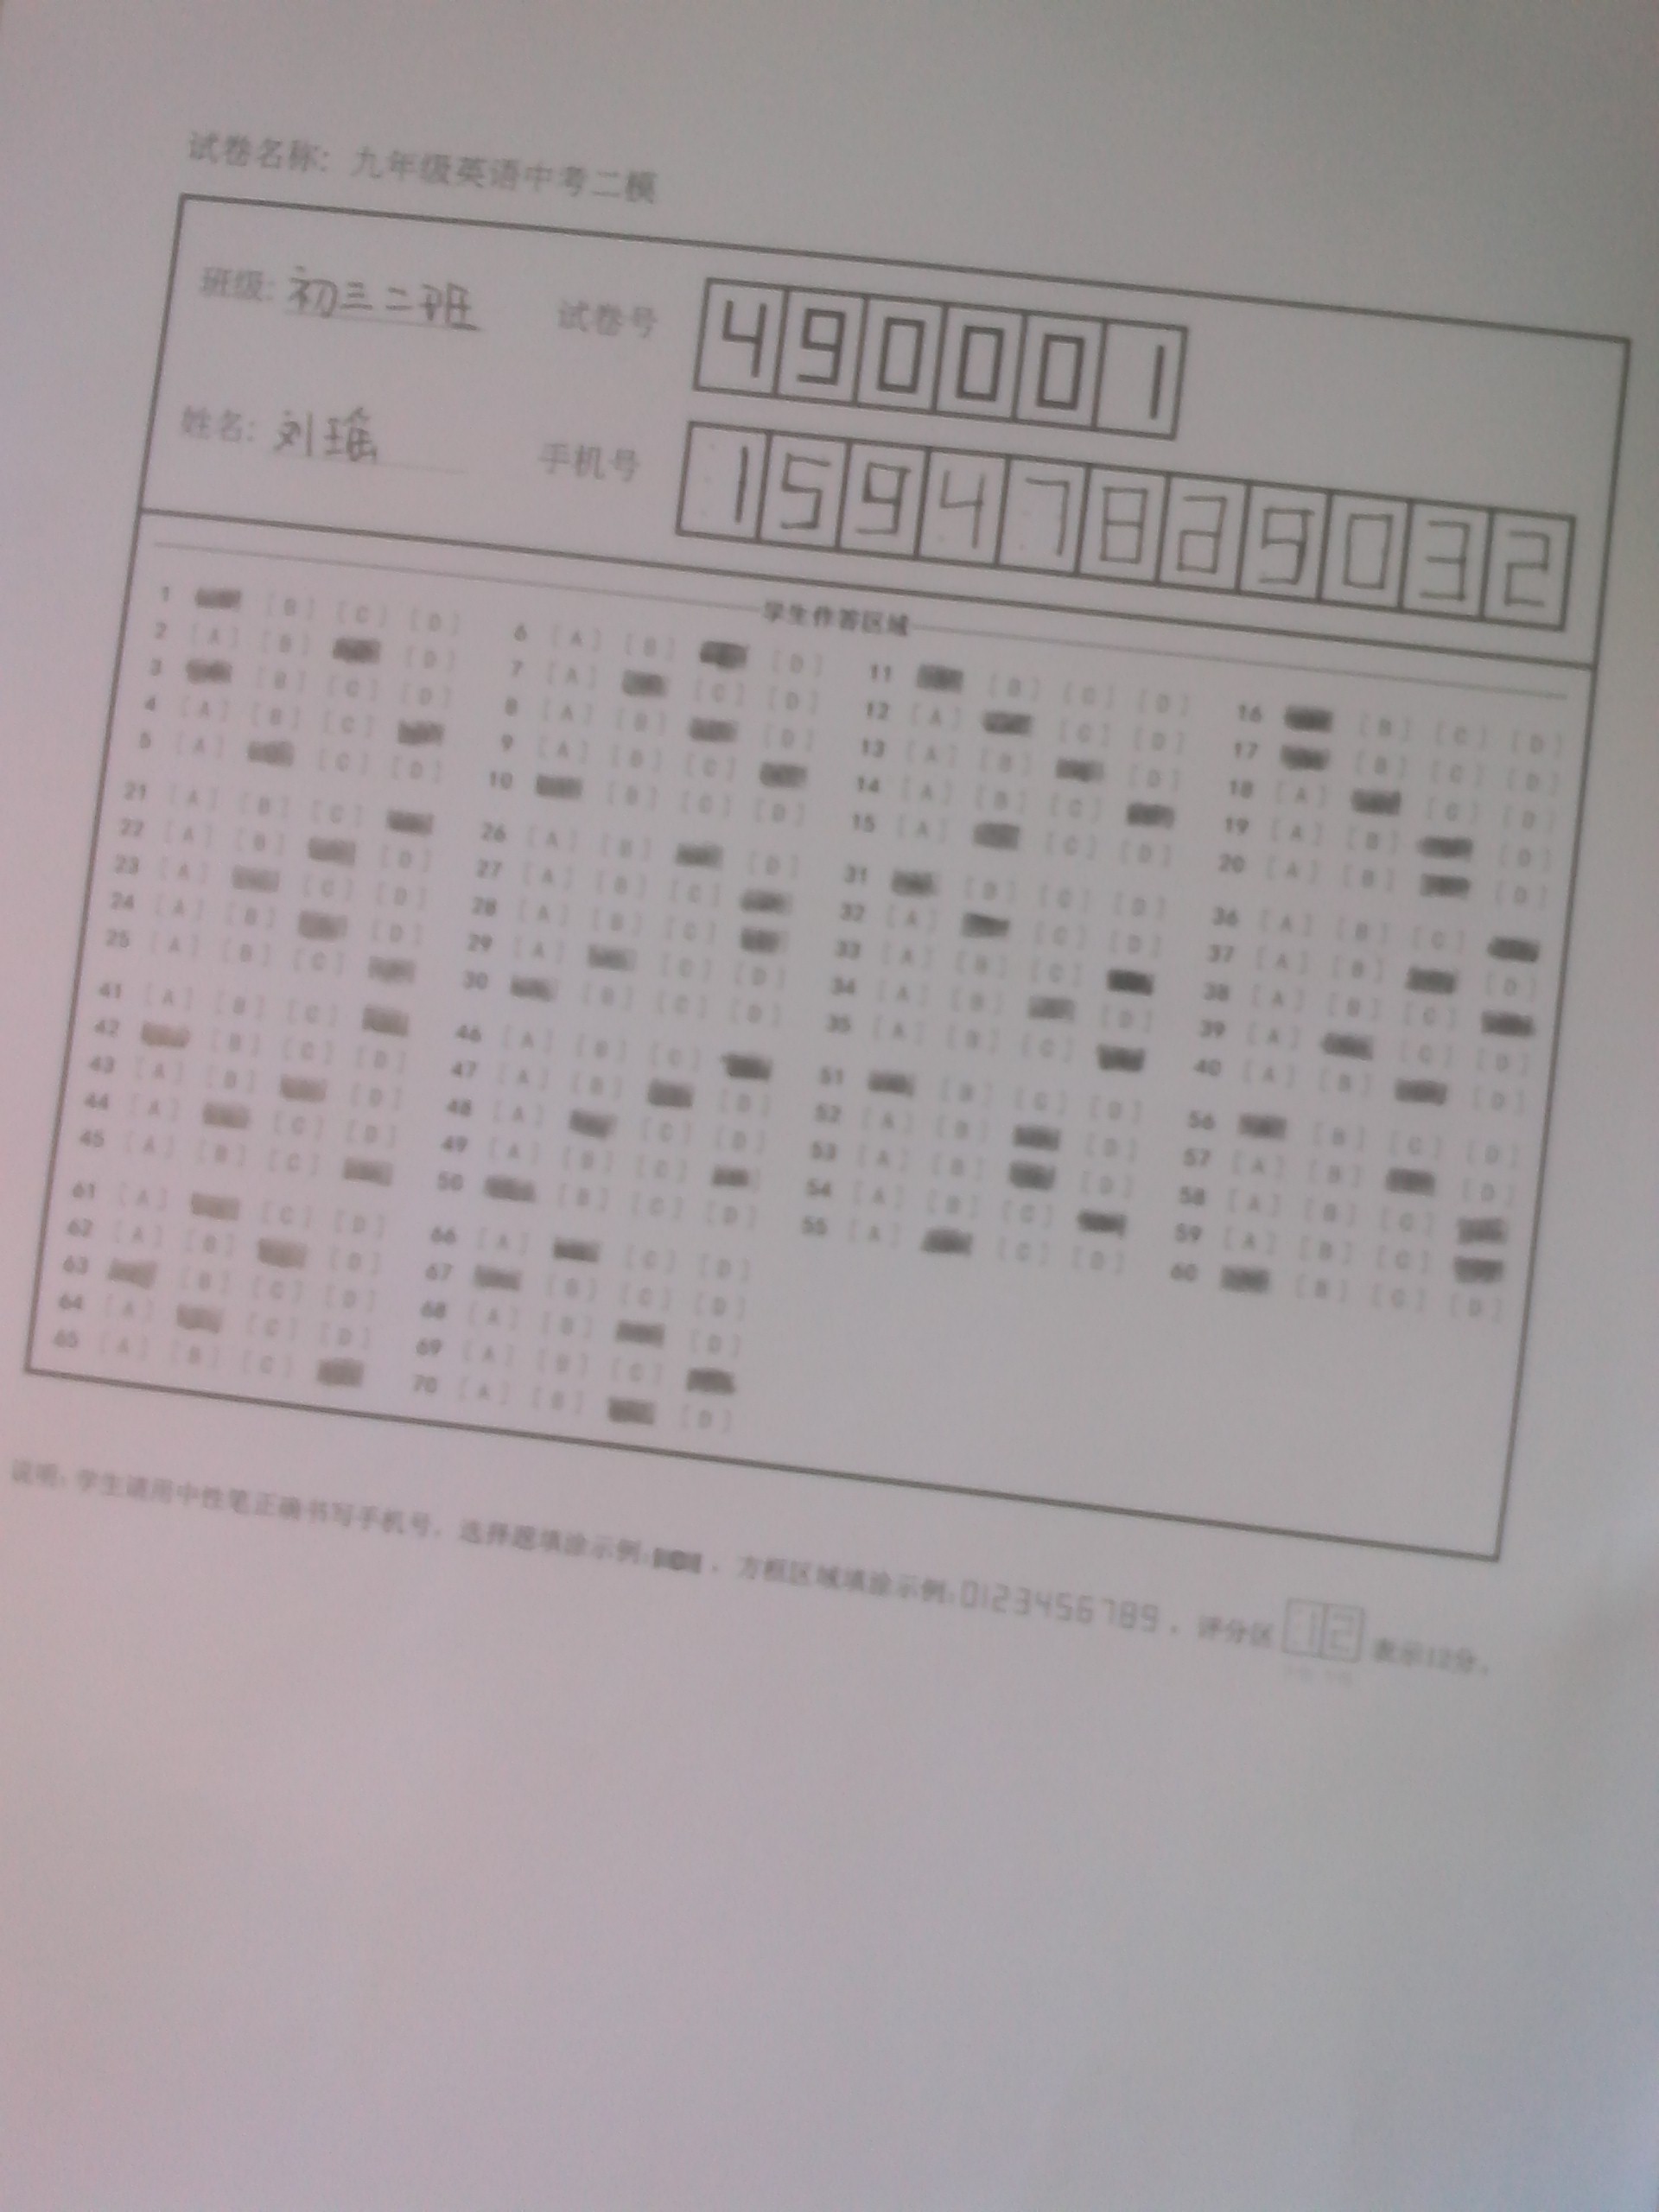 试卷名称: 九年级英语中考二模
班级: 初三二班 试卷号 490001
姓名: 刘瑶 手机号 15947829032
学生作答区域
1 [B] [C] [D] 6 [A] [B] [D] 11 [B] [C] [D] 16 [B] [C] [D]
2 [A] [B] [D] 7 [A] [C] [D] 12 [A] [C] [D] 17 [B] [C] [D]
3 [B] [C] [D] 8 [A] [B] [D] 13 [A] [B] [D] 18 [A] [C] [D]
4 [A] [B] [C] 9 [A] [B] [C] 14 [A] [B] [C] 19 [A] [B] [D]
5 [A] [C] [D] 10 [B] [C] [D] 15 [A] [C] [D] 20 [A] [B] [D]
21 [A] [B] [C] 26 [A] [B] [D] 31 [B] [C] [D] 36 [A] [B] [C]
22 [A] [B] [D] 27 [A] [B] [C] 32 [A] [C] [D] 37 [A] [B] [D]
23 [A] [C] [D] 28 [A] [B] [C] 33 [A] [B] [C] 38 [A] [B] [C]
24 [A] [B] [D] 29 [A] [C] [D] 34 [A] [B] [D] 39 [A] [C] [D]
25 [A] [B] [C] 30 [B] [C] [D] 35 [A] [B] [C] 40 [A] [B] [D]
41 [A] [B] [C] 46 [A] [B] [C] 51 [B] [C] [D] 56 [B] [C] [D]
42 [B] [C] [D] 47 [A] [B] [D] 52 [A] [B] [D] 57 [A] [B] [D]
43 [A] [B] [D] 48 [A] [C] [D] 53 [A] [B] [D] 58 [A] [B] [C]
44 [A] [C] [D] 49 [A] [B] [C] 54 [A] [B] [C] 59 [A] [B] [C]
45 [A] [B] [C] 50 [B] [C] [D] 55 [A] [C] [D] 60 [B] [C] [D]
61 [A] [C] [D] 66 [A] [C] [D]
62 [A] [B] [D] 67 [B] [C] [D]
63 [B] [C] [D] 68 [A] [B] [D]
64 [A] [C] [D] 69 [A] [B] [C]
65 [A] [B] [C] 70 [A] [B] [D]
说明: 学生请用中性笔正确书写手机号, 选择题填涂示例: , 方框区域填涂示例: 0123456789 , 评分区 12 表示12分。